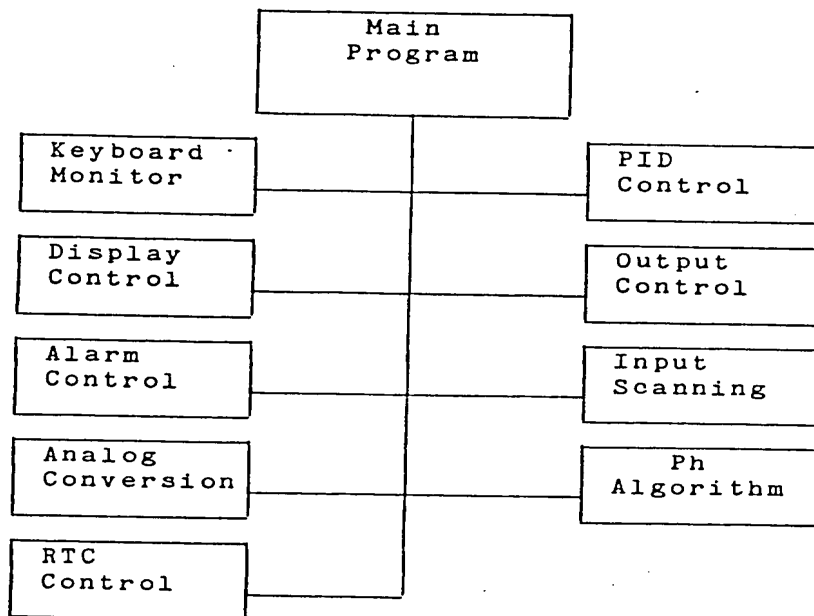 Main
Program
Keyboard
Monitor
PID
Control
Display
Control
Output
Control
Alarm
Control
Input
Scanning
Analog
Conversion
Ph
Algorithm
RTC
Control